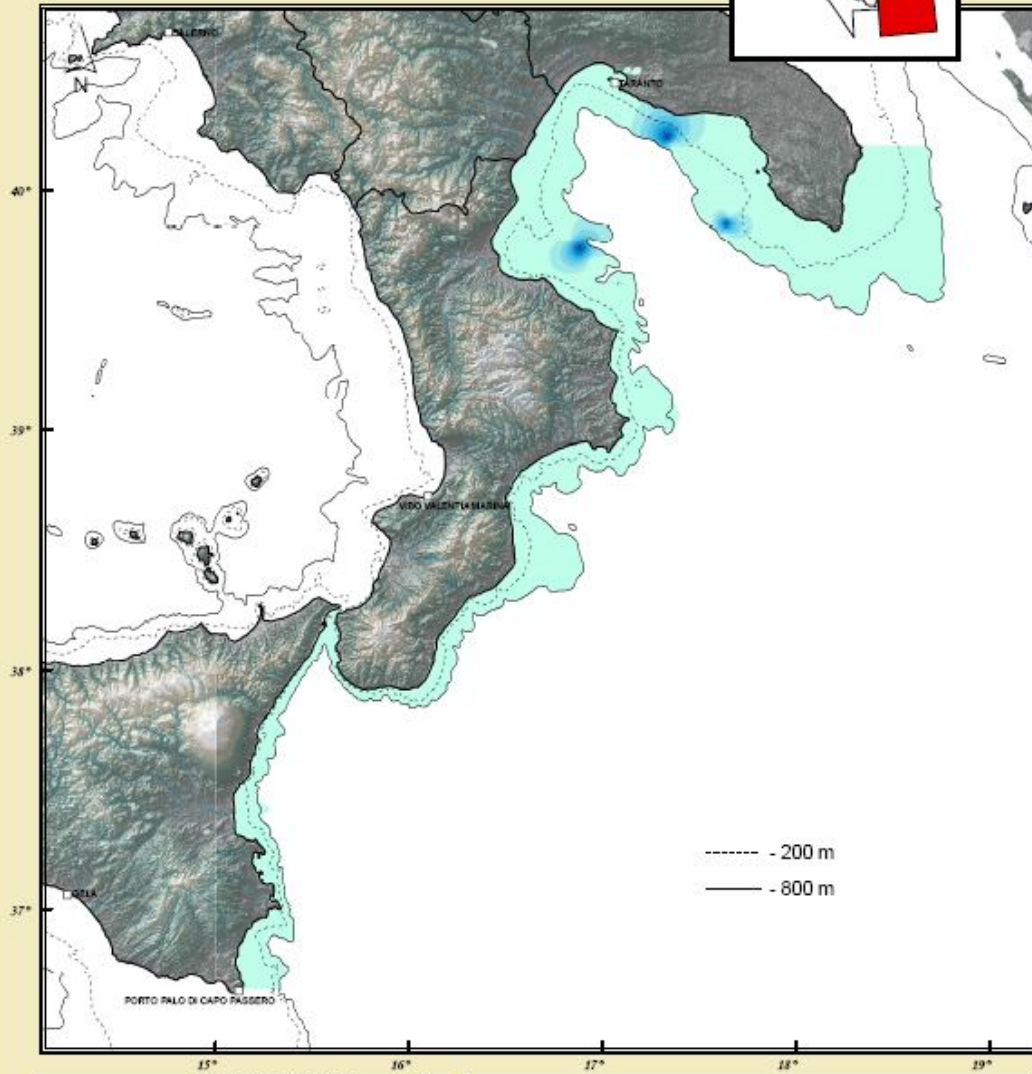 SALERNO
N
TARANTO
40°
39°
VIBO VALENTIA MARINA
38°
- 200 m
- 800 m
GELA
37°
PORTO PALO DI CAPO PASSERO
15° 16° 17° 18° 19°